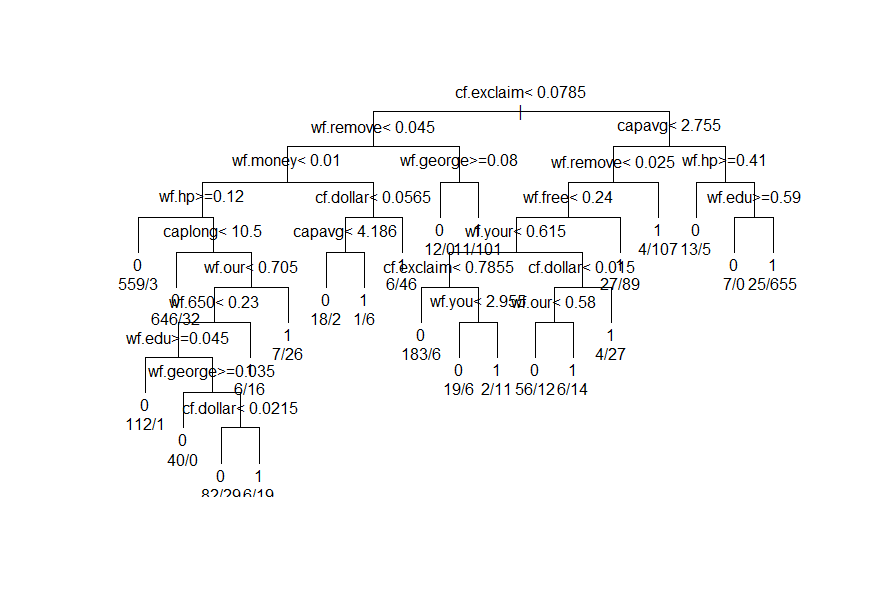 cf.exclaim< 0.0785
wf.remove< 0.045
capavg< 2.755
wf.money< 0.01
wf.george>=0.08
wf.remove< 0.025
wf.hp>=0.41
wf.hp>=0.12
cf.dollar< 0.0565
wf.free< 0.24
wf.edu>=0.59
caplong< 10.5
capavg< 4.186
0
12/0
1
11/101
wf.your< 0.615
1
4/107
0
13/5
0
559/3
wf.our< 0.705
1
6/46
cf.exclaim< 0.7855
cf.dollar< 0.015
1
27/89
0
7/0
1
25/655
0
646/32
wf.650< 0.23
0
18/2
1
1/6
wf.you< 2.955
wf.our< 0.58
wf.edu>=0.045
1
7/26
0
183/6
1
4/27
wf.george>=0.035
1
6/16
0
19/6
1
2/11
0
56/12
1
6/14
0
112/1
cf.dollar< 0.0215
0
40/0
0
82/29
1
6/19